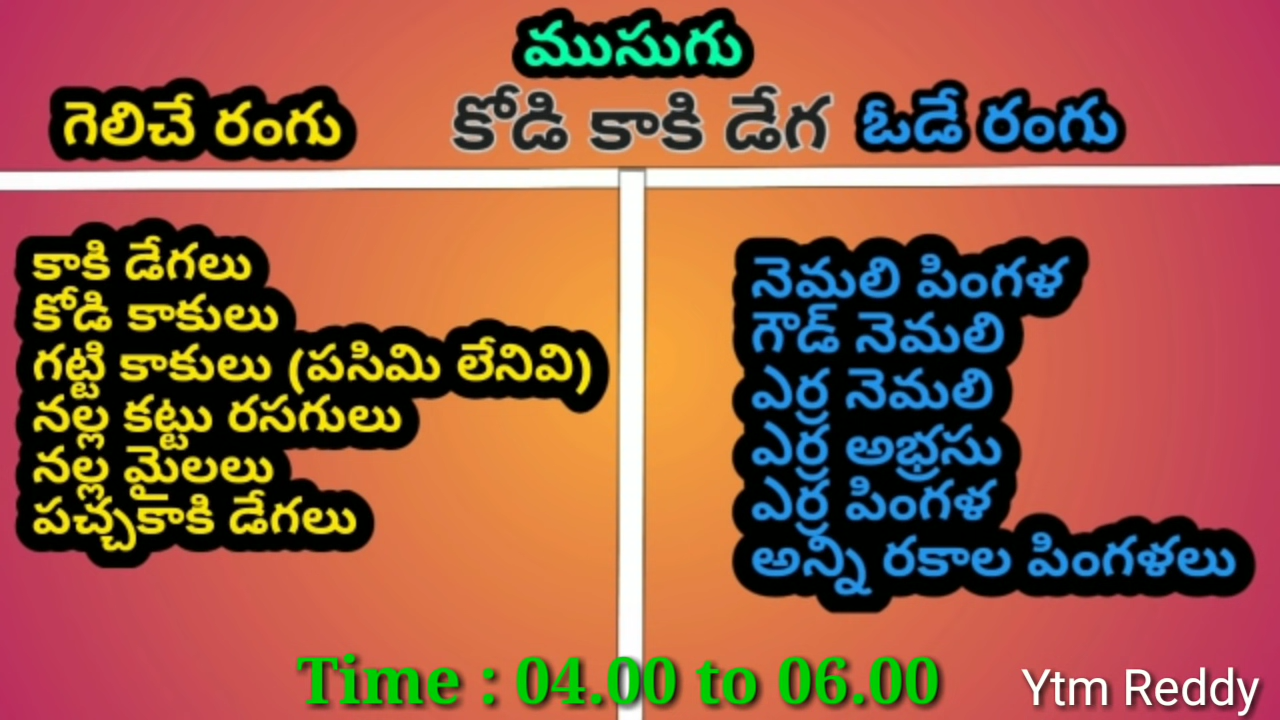 ముసుగు
గెలిచే రంగు
కోడి కాకి డేగ
ఓడే రంగు
కాకి డేగలు
కోడి కాకులు
గట్టి కాకులు (పసిమి లేనివి)
నల్ల కట్టు రసగులు
నల్ల మైలలు
పచ్చకాకి డేగలు
నెమలి పింగళ
గౌడ్ నెమలి
ఎర్ర నెమలి
ఎర్ర అభ్రసు
ఎర్ర పింగళ
అన్ని రకాల పింగళలు
Time : 04.00 to 06.00
Ytm Reddy